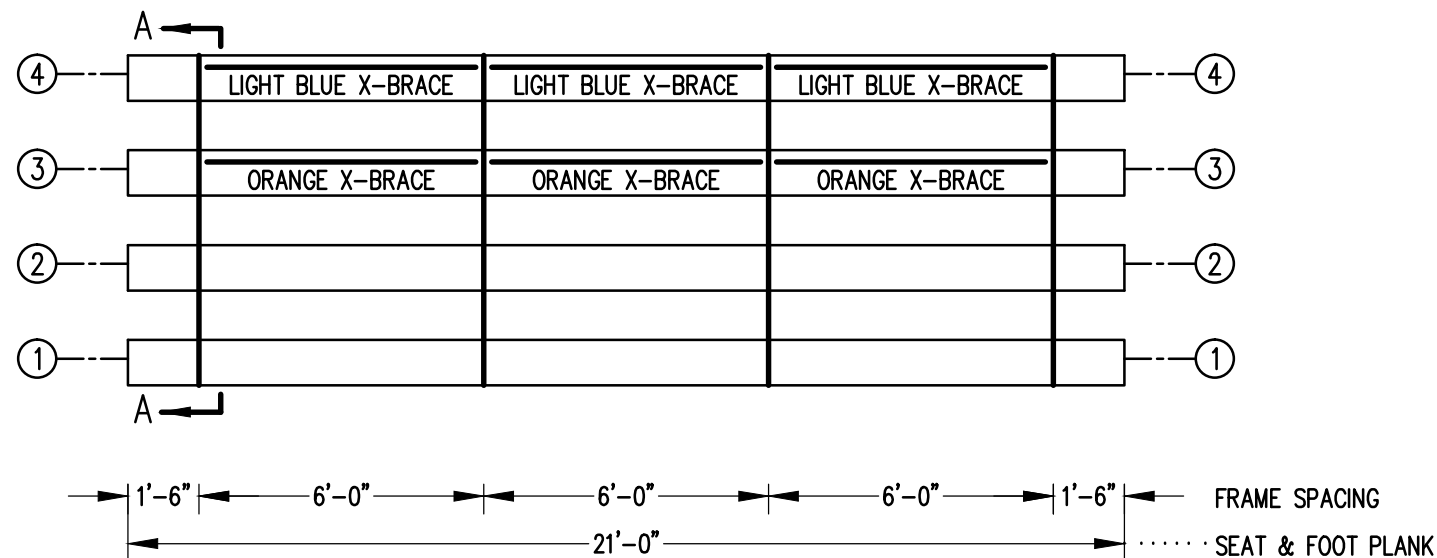 A
4 LIGHT BLUE X-BRACE LIGHT BLUE X-BRACE LIGHT BLUE X-BRACE 4
3 ORANGE X-BRACE ORANGE X-BRACE ORANGE X-BRACE 3
2 2
1 1
A
1'-6" 6'-0" 6'-0" 6'-0" 1'-6" FRAME SPACING
21'-0" ...... SEAT & FOOT PLANK